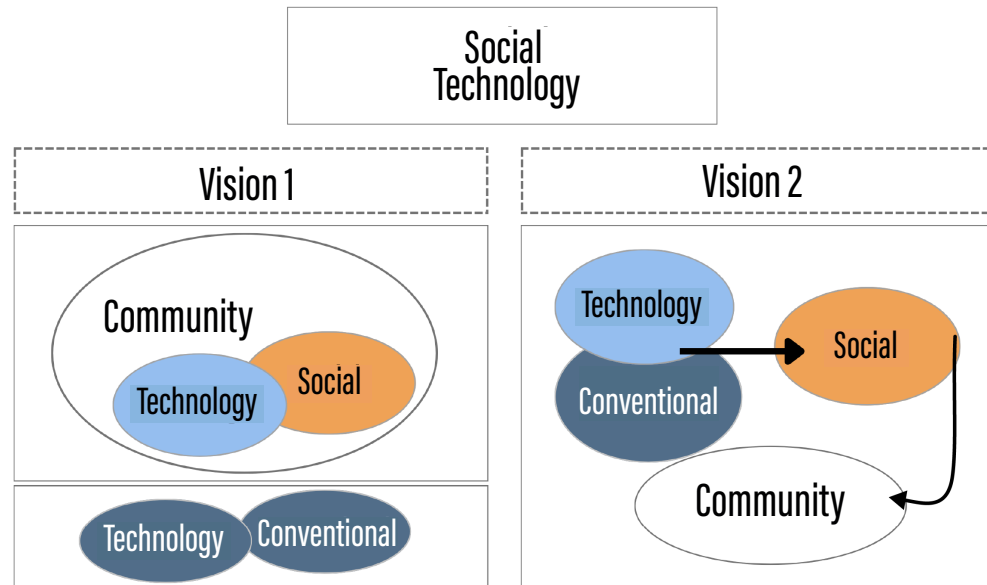 Social
Technology
Vision 1
Vision 2
Community
Social
Technology
Technology
Conventional
Technology
Social
Conventional
Community